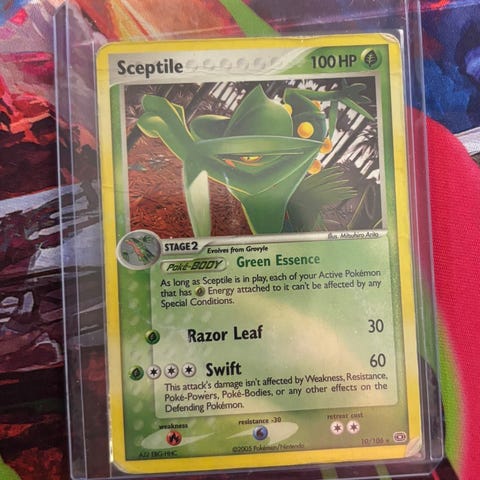 Sceptile 100 HP
Illus. Mitsuhiro Arita
STAGE2 Evolves from Grovyle
Poké-BODY Green Essence
As long as Sceptile is in play, each of your Active Pokémon
that has Energy attached to it can't be affected by any
Special Conditions.
Razor Leaf 30
Swift 60
This attack's damage isn't affected by Weakness, Resistance,
Poké-Powers, Poké-Bodies, or any other effects on the
Defending Pokémon.
weakness resistance -30 retreat cost
©2005 Pokémon/Nintendo 10/106 ★